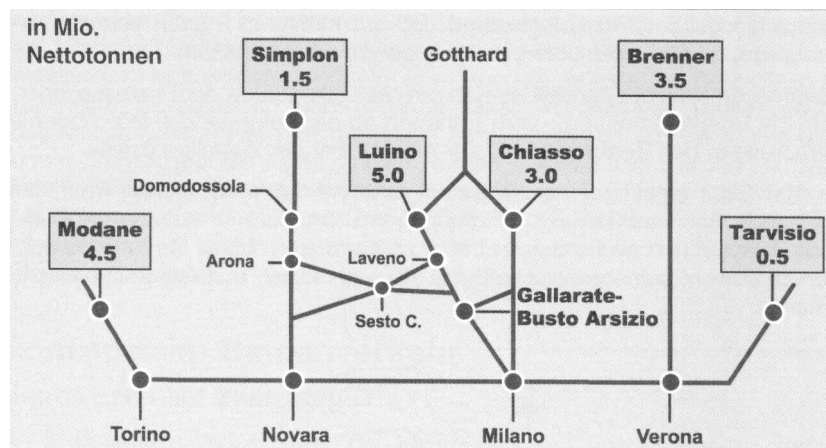 in Mio.
Nettotonnen
Simplon
1.5
Gotthard
Brenner
3.5
Luino
5.0
Chiasso
3.0
Domodossola
Modane
4.5
Arona
Laveno
Tarvisio
0.5
Sesto C.
Gallarate-
Busto Arsizio
Torino
Novara
Milano
Verona